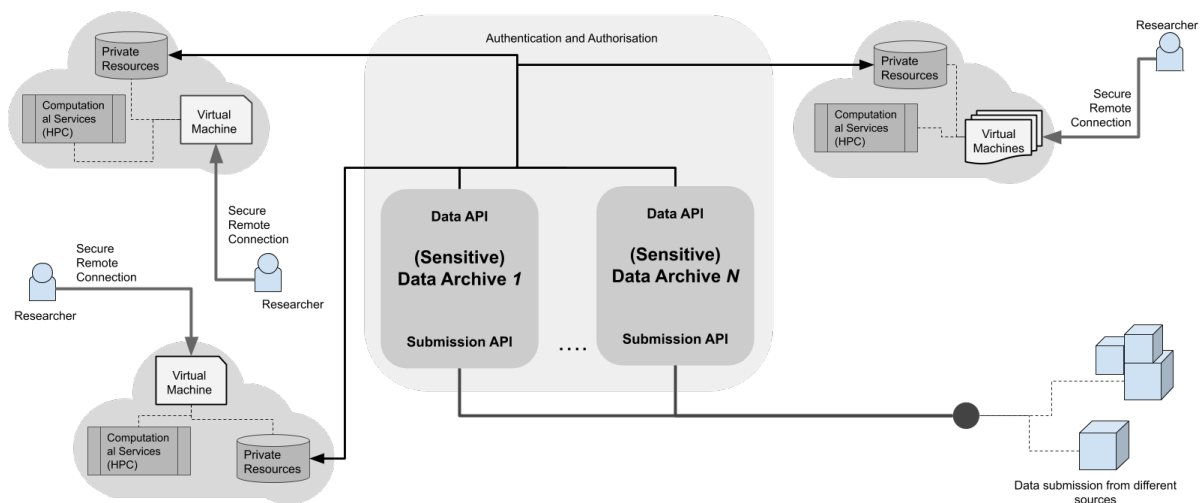 Authentication and Authorisation
Private
Resources
Computation
al Services
(HPC)
Virtual
Machine
Secure
Remote
Connection
Researcher
Secure
Remote
Connection
Researcher
Virtual
Machine
Computation
al Services
(HPC)
Private
Resources
Data API
(Sensitive)
Data Archive 1
Submission API
....
Data API
(Sensitive)
Data Archive N
Submission API
Private
Resources
Computation
al Services
(HPC)
Virtual
Machines
Researcher
Secure
Remote
Connection
Data submission from different
sources